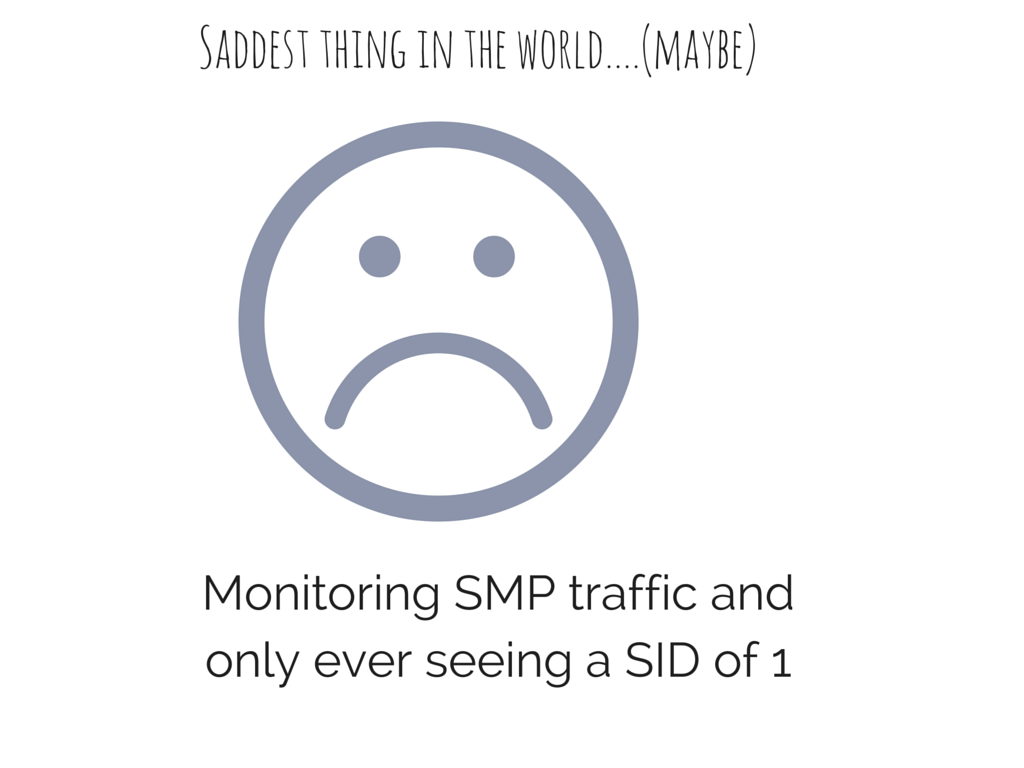 Saddest thing in the world....(maybe)
Monitoring SMP traffic and
only ever seeing a SID of 1